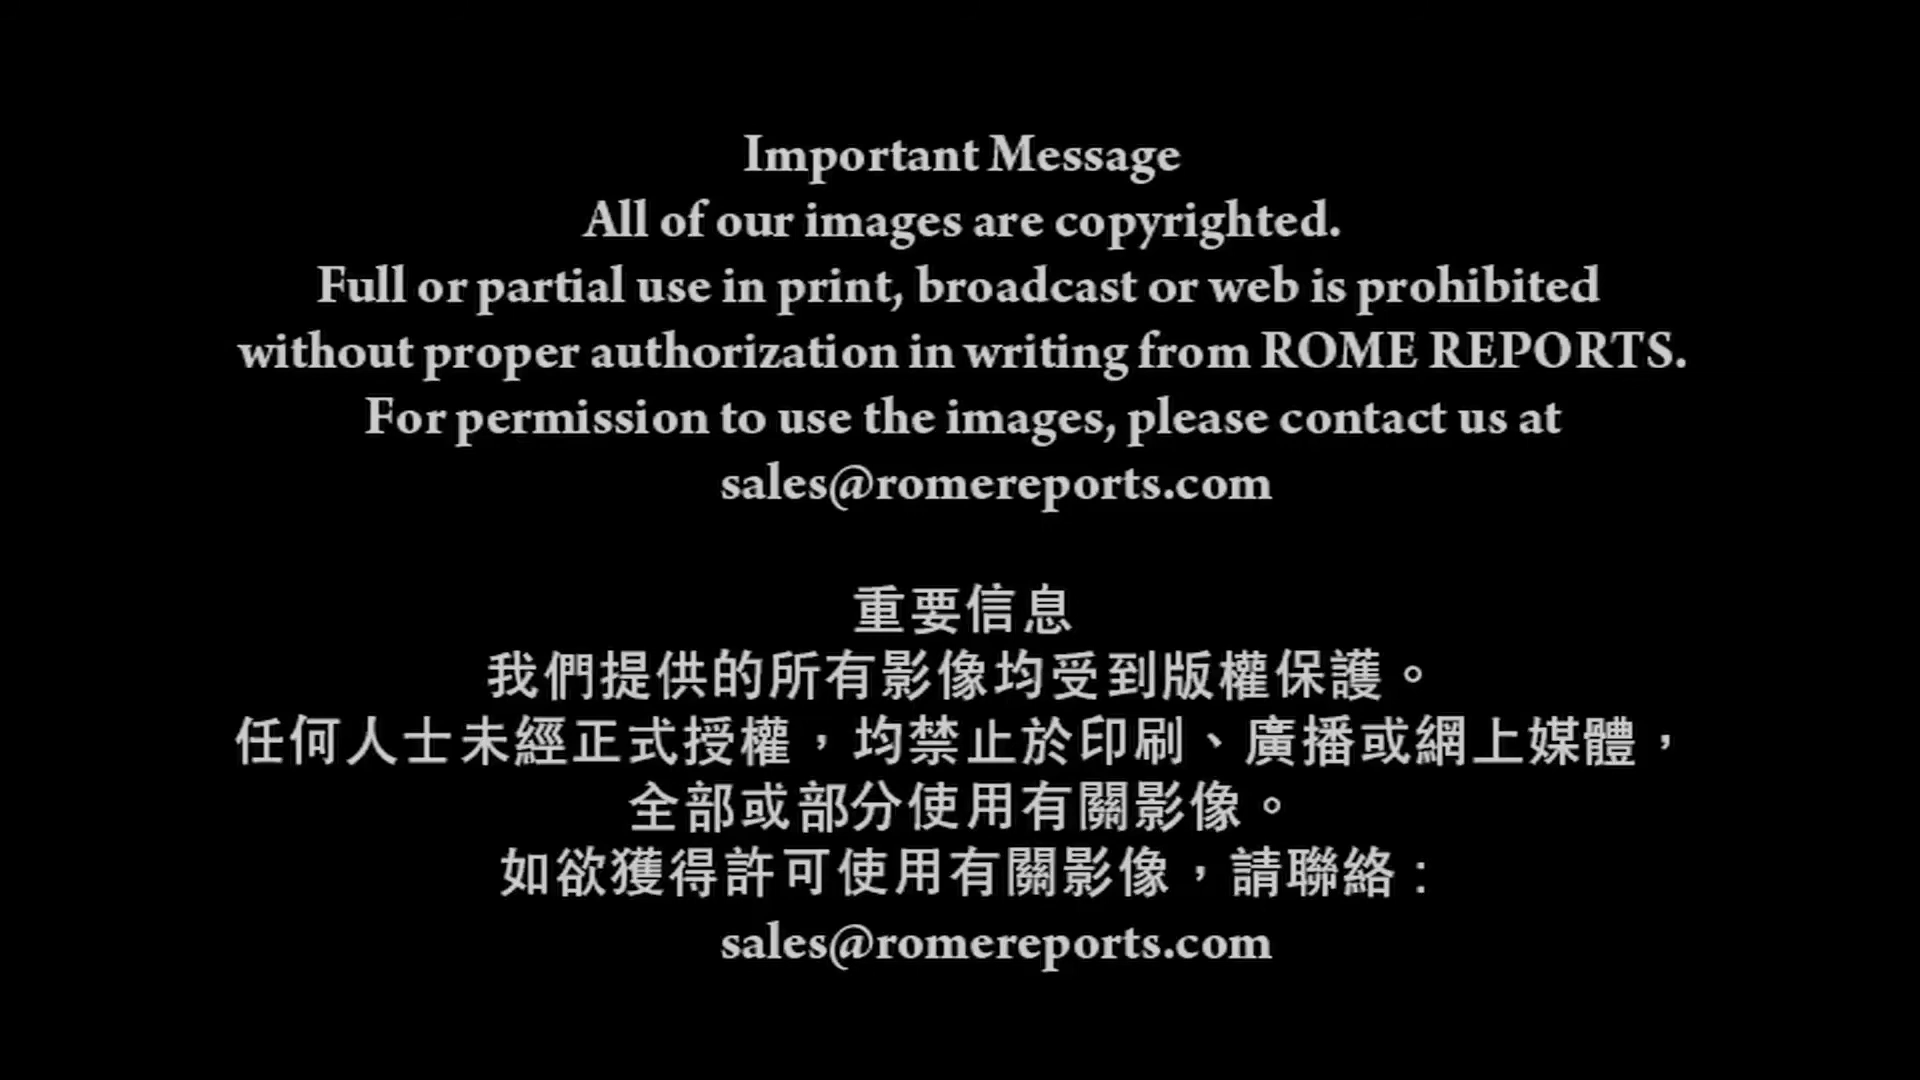 Important Message
All of our images are copyrighted.
Full or partial use in print, broadcast or web is prohibited
without proper authorization in writing from ROME REPORTS.
For permission to use the images, please contact us at
sales@romereports.com
重要信息
我們提供的所有影像均受到版權保護。
任何人士未經正式授權，均禁止於印刷、廣播或網上媒體，
全部或部分使用有關影像。
如欲獲得許可使用有關影像，請聯絡：
sales@romereports.com